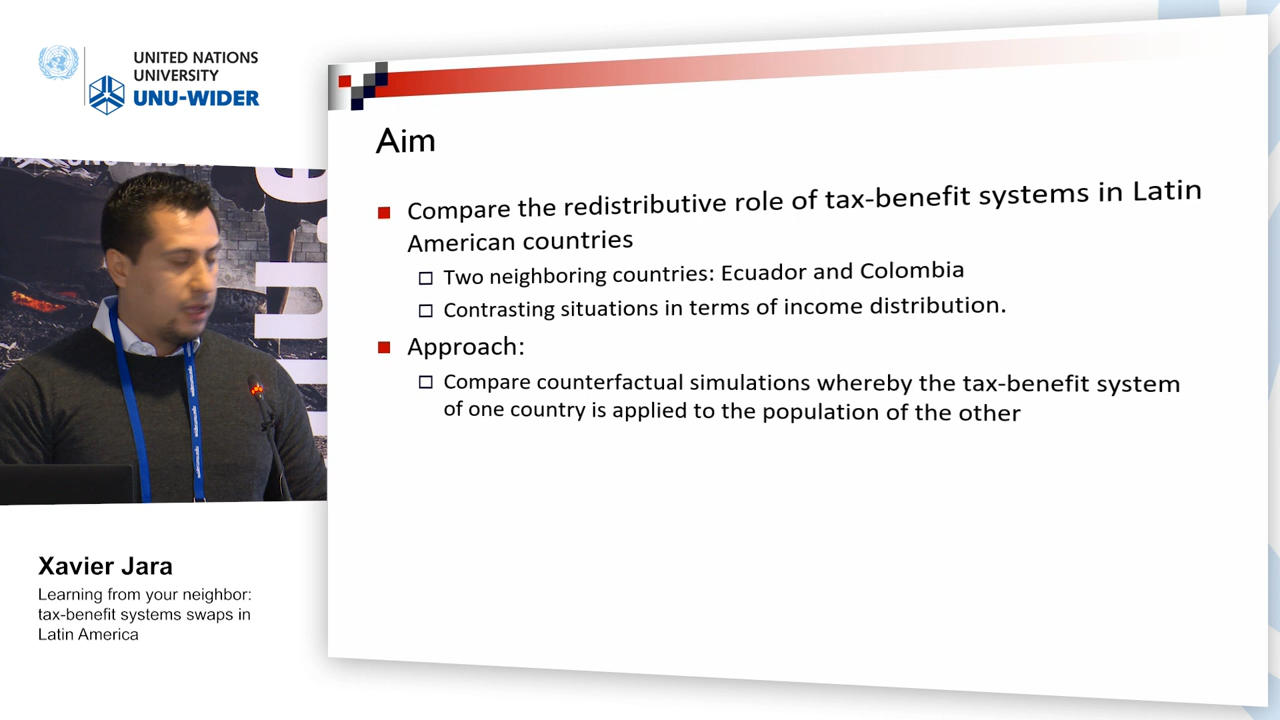 UNITED NATIONS
UNIVERSITY
UNU-WIDER
Aim
Compare the redistributive role of tax-benefit systems in Latin
American countries
Two neighboring countries: Ecuador and Colombia
Contrasting situations in terms of income distribution.
Approach:
Compare counterfactual simulations whereby the tax-benefit system
of one country is applied to the population of the other
Xavier Jara
Learning from your neighbor:
tax-benefit systems swaps in
Latin America